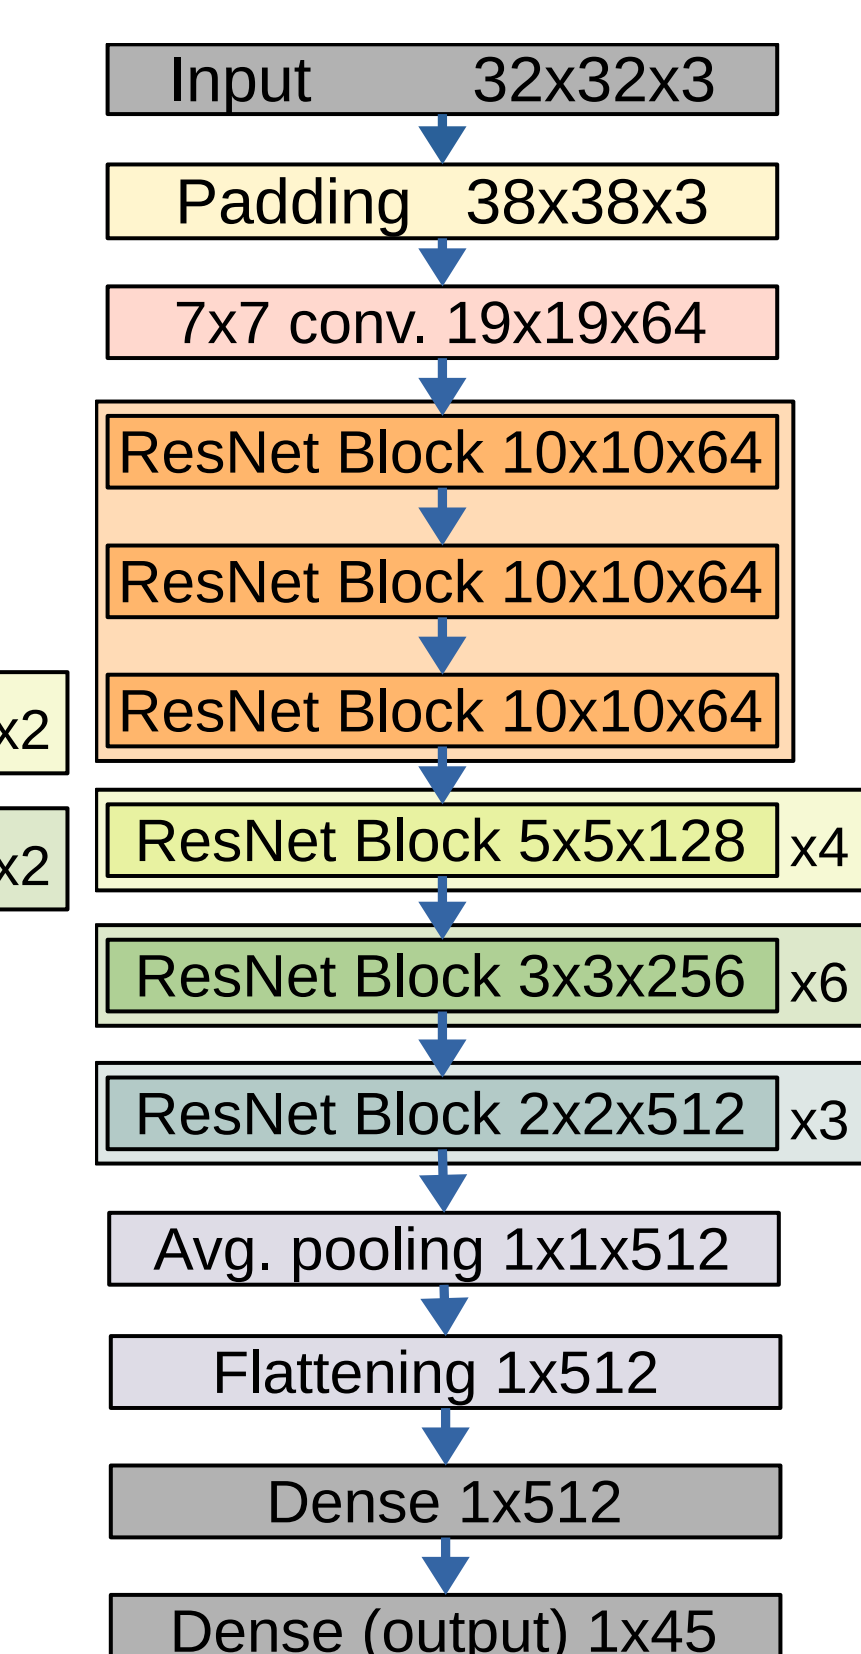 Input 32x32x3
Padding 38x38x3
7x7 conv. 19x19x64
ResNet Block 10x10x64
ResNet Block 10x10x64
ResNet Block 10x10x64
x2
ResNet Block 5x5x128 x4
x2
ResNet Block 3x3x256 x6
ResNet Block 2x2x512 x3
Avg. pooling 1x1x512
Flattening 1x512
Dense 1x512
Dense (output) 1x45